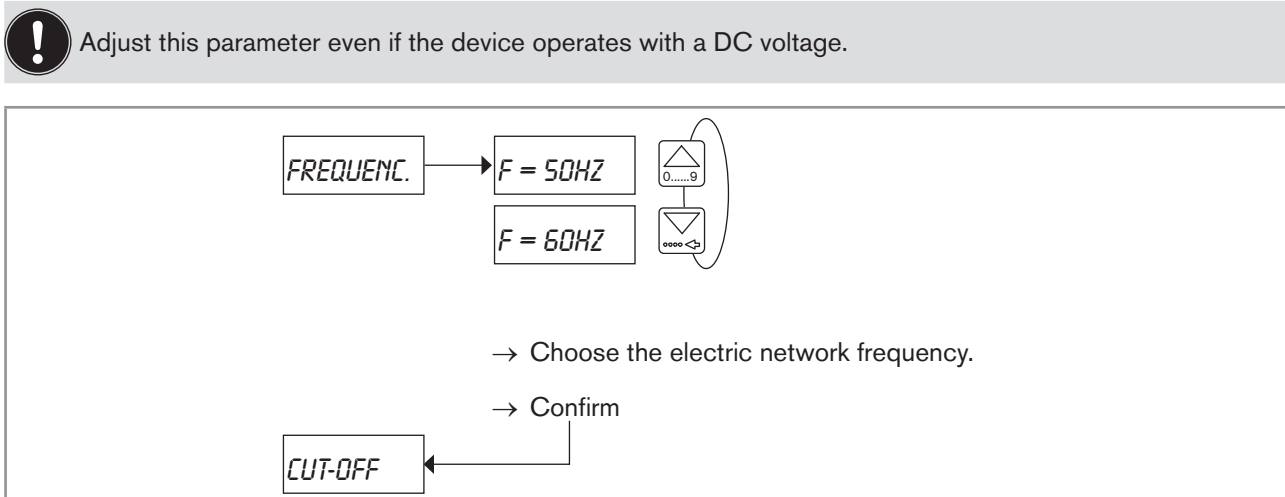 !
Adjust this parameter even if the device operates with a DC voltage.
FREQUENC.
F = 50HZ
0......9
F = 60HZ
→ Choose the electric network frequency.
→ Confirm
CUT-OFF